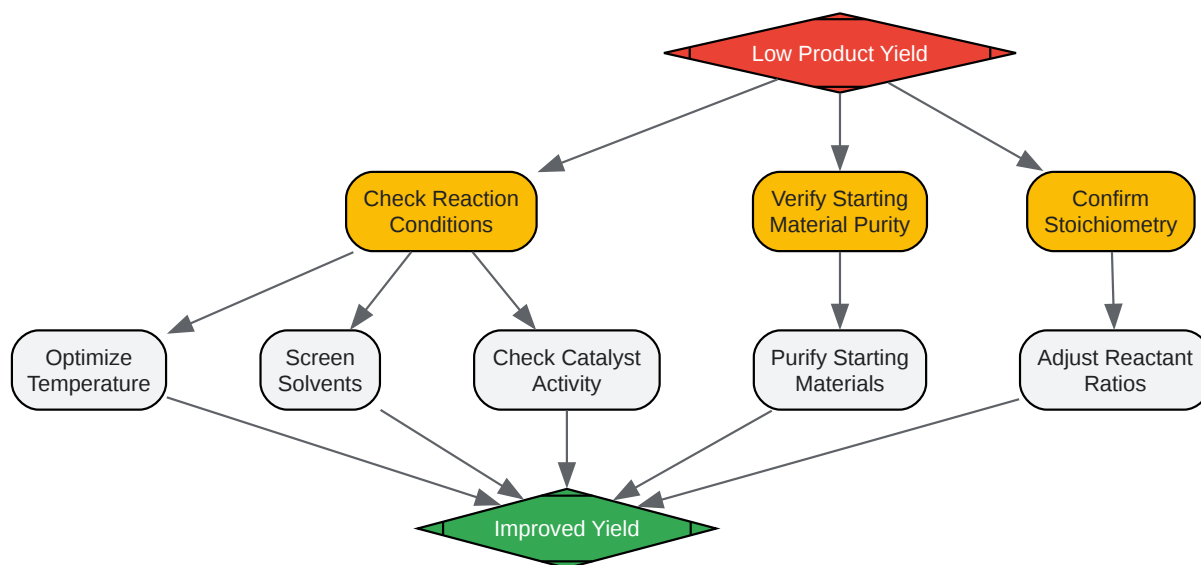 Low Product Yield
Check Reaction
Conditions
Verify Starting
Material Purity
Confirm
Stoichiometry
Optimize
Temperature
Screen
Solvents
Check Catalyst
Activity
Purify Starting
Materials
Adjust Reactant
Ratios
Improved Yield